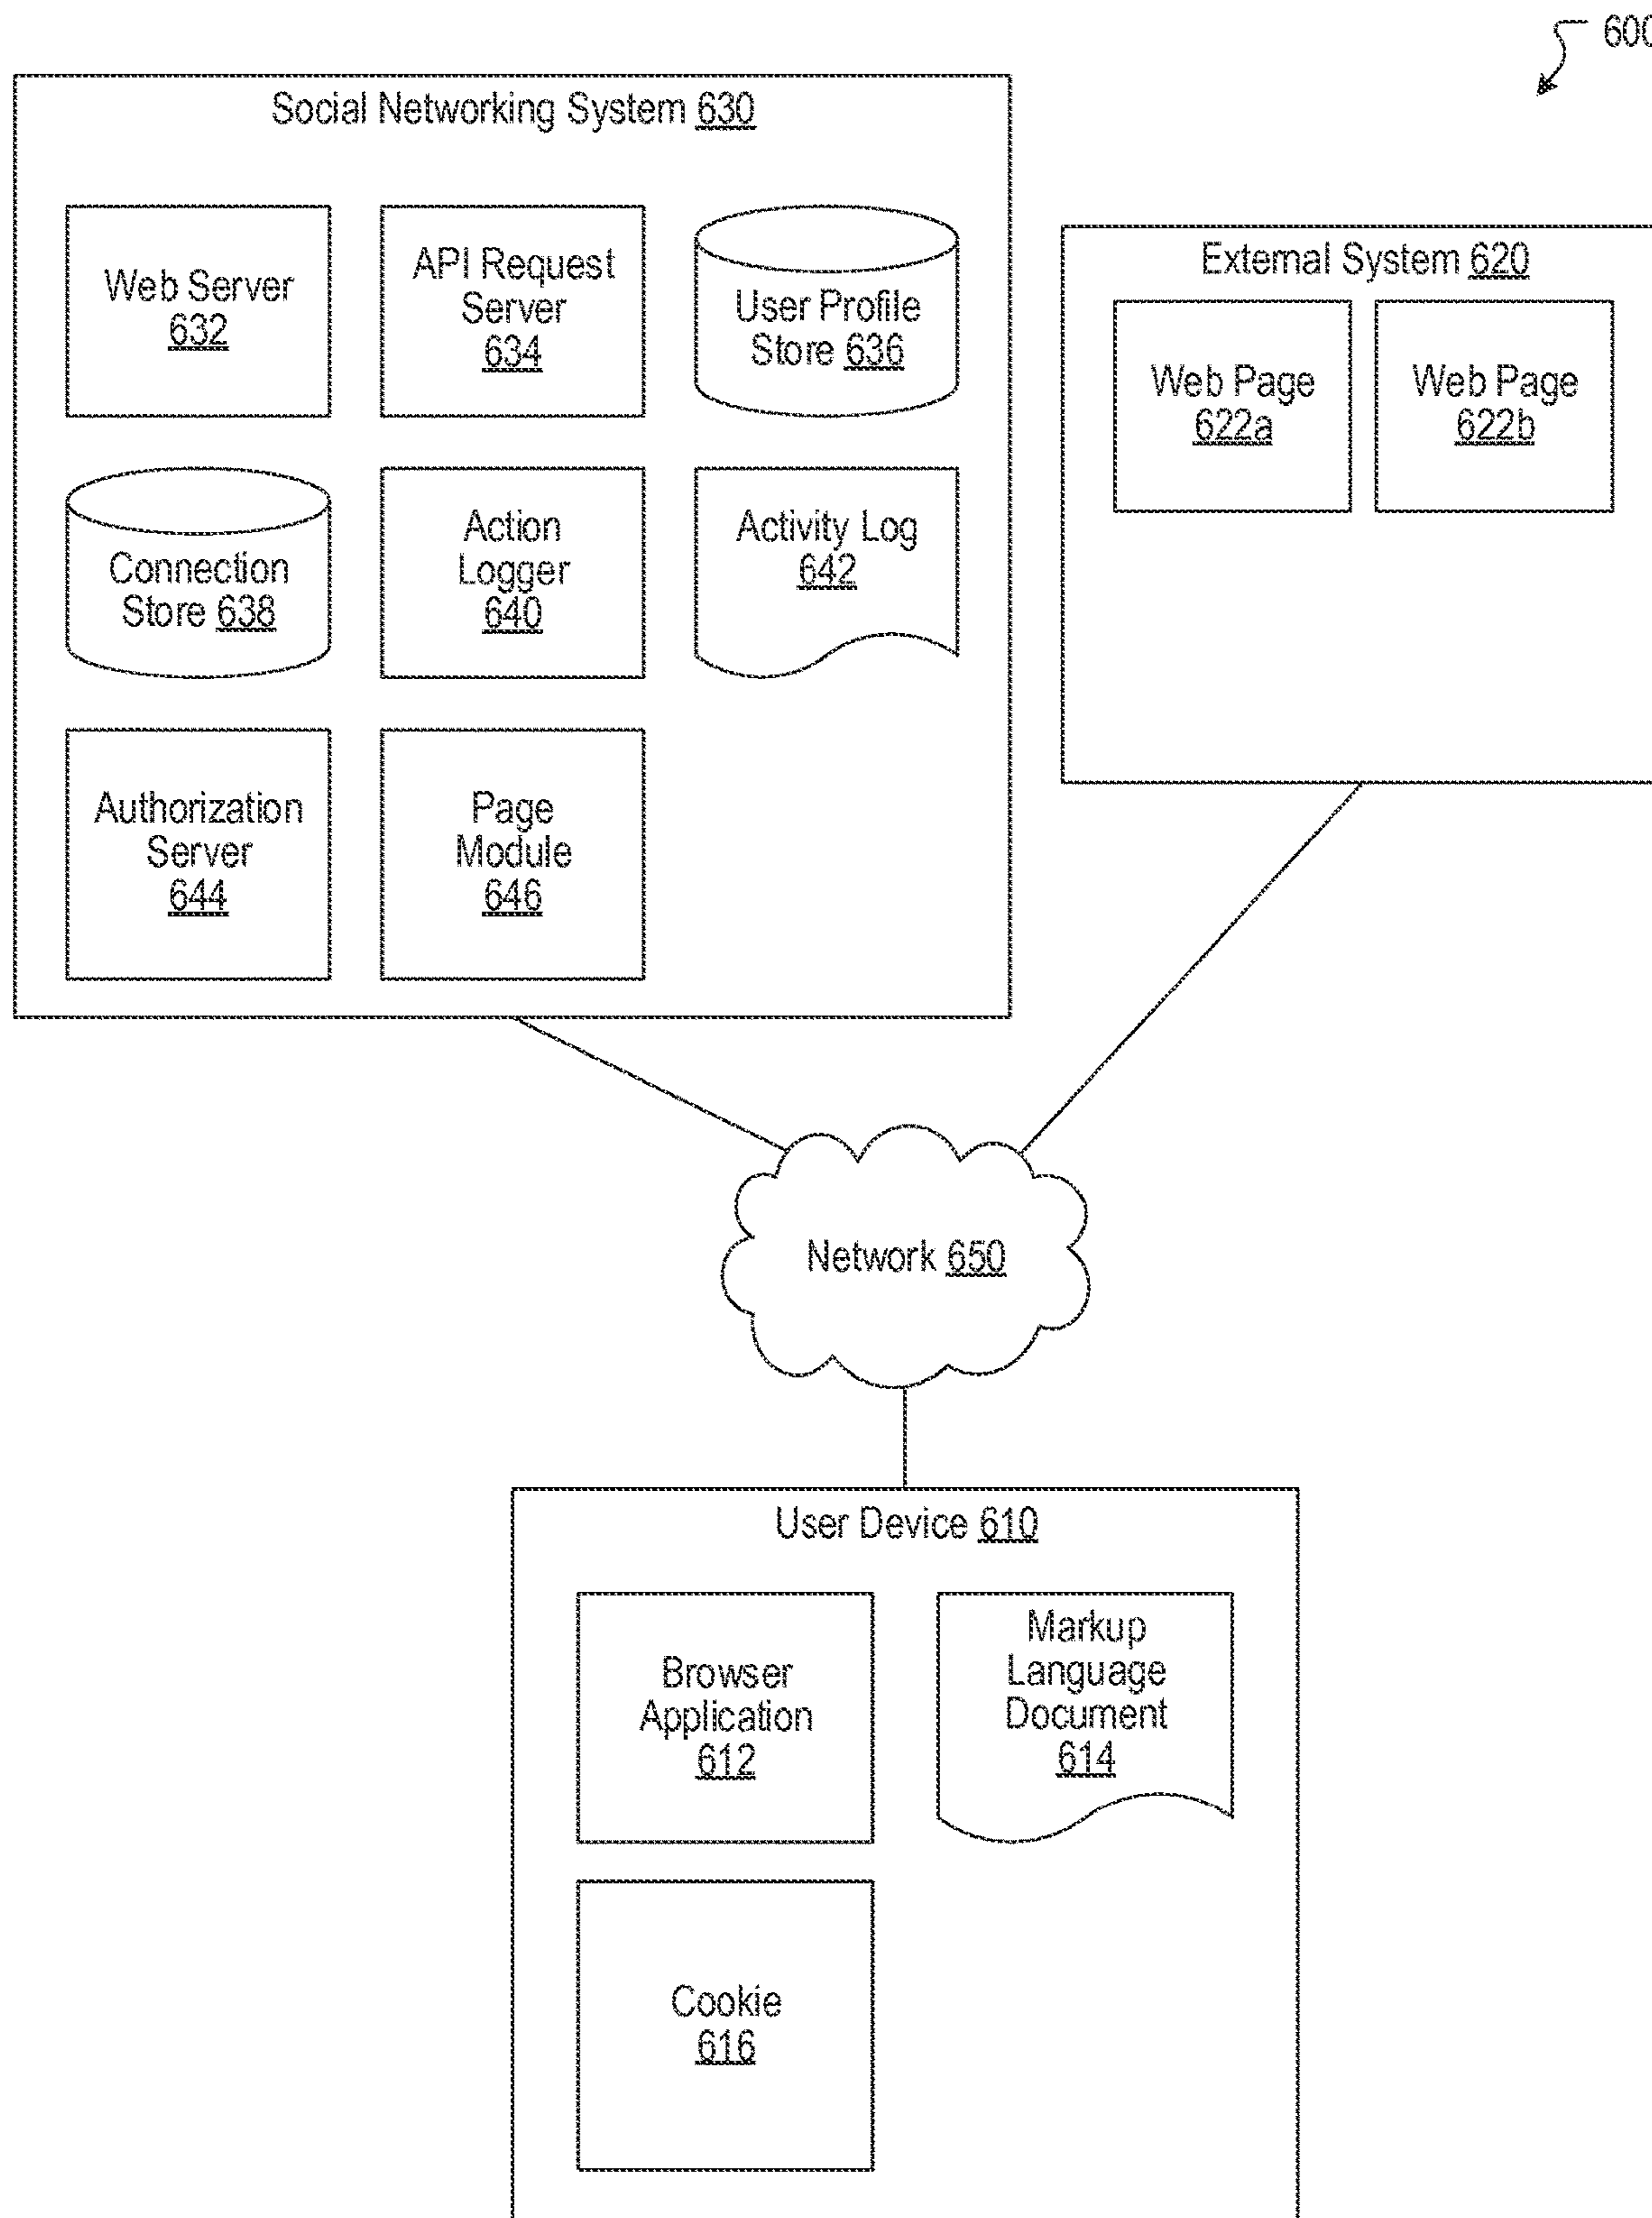 600
Social Networking System 630
Web Server
632
API Request
Server
634
User Profile
Store 636
Connection
Store 638
Action
Logger
640
Activity Log
642
Authorization
Server
644
Page
Module
646
External System 620
Web Page
622a
Web Page
622b
Network 650
User Device 610
Browser
Application
612
Markup
Language
Document
614
Cookie
616